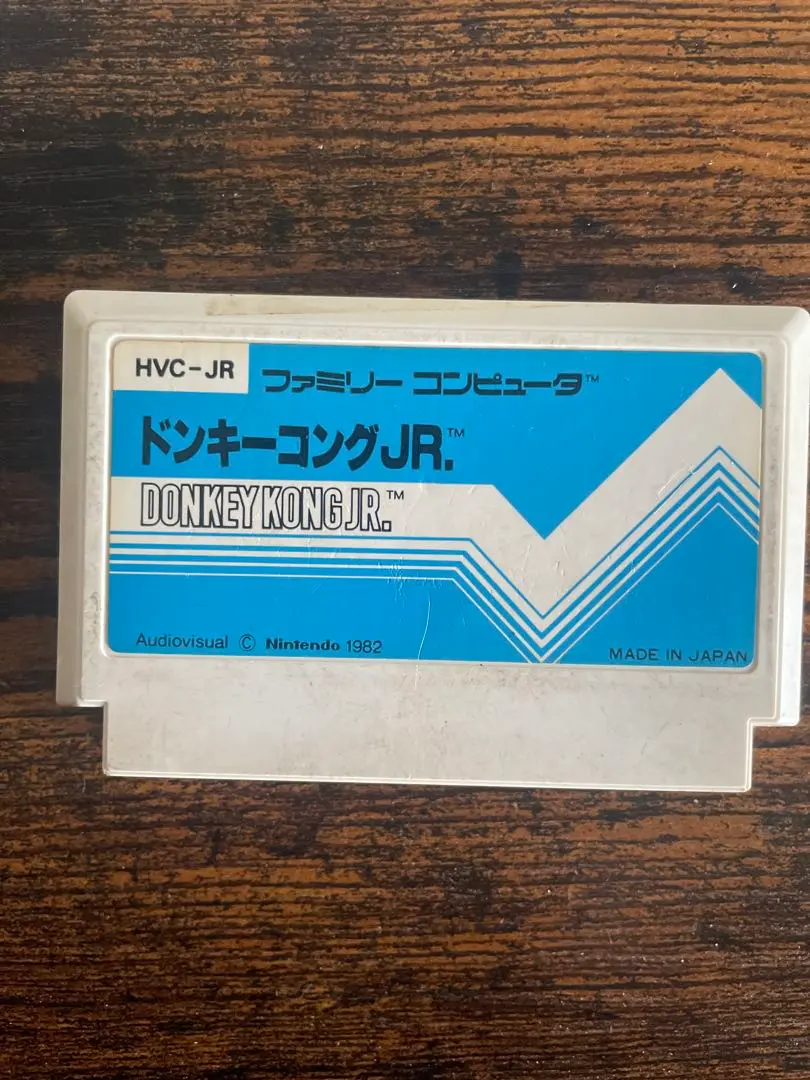 HVC-JR
ファミリー コンピュータ™
ドンキーコングJR.™
DONKEY KONG JR.™
Audiovisual © Nintendo 1982
MADE IN JAPAN